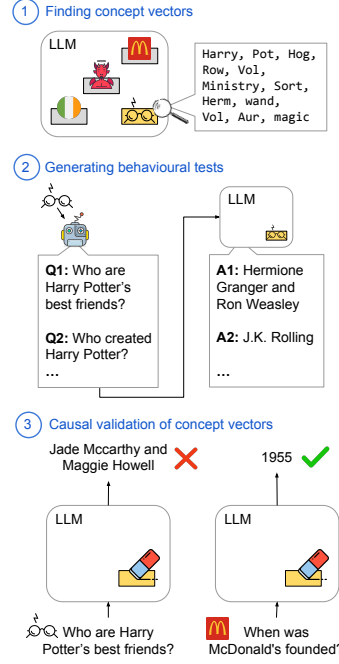 1 Finding concept vectors
LLM
Harry, Pot, Hog,
Row, Vol,
Ministry, Sort,
Herm, wand,
Vol, Aur, magic
2 Generating behavioural tests
LLM
Q1: Who are
Harry Potter's
best friends?
Q2: Who created
Harry Potter?
...
A1: Hermione
Granger and
Ron Weasley
A2: J.K. Rolling
...
3 Causal validation of concept vectors
Jade Mccarthy and
Maggie Howell
1955
LLM
LLM
Who are Harry
Potter's best friends?
When was
McDonald's founded?